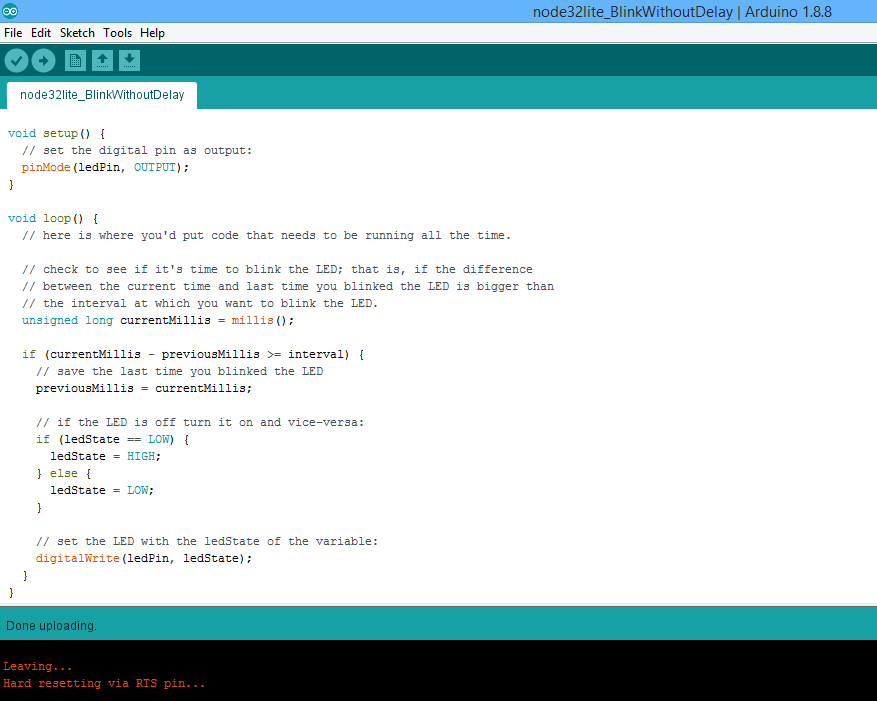 node32lite_BlinkWithoutDelay | Arduino 1.8.8
File Edit Sketch Tools Help
node32lite_BlinkWithoutDelay
void setup() {
  // set the digital pin as output:
  pinMode(ledPin, OUTPUT);
}
void loop() {
  // here is where you'd put code that needs to be running all the time.
  // check to see if it's time to blink the LED; that is, if the difference
  // between the current time and last time you blinked the LED is bigger than
  // the interval at which you want to blink the LED.
  unsigned long currentMillis = millis();
  if (currentMillis - previousMillis >= interval) {
    // save the last time you blinked the LED
    previousMillis = currentMillis;
    // if the LED is off turn it on and vice-versa:
    if (ledState == LOW) {
      ledState = HIGH;
    } else {
      ledState = LOW;
    }
    // set the LED with the ledState of the variable:
    digitalWrite(ledPin, ledState);
  }
}
Done uploading.
Leaving...
Hard resetting via RTS pin...